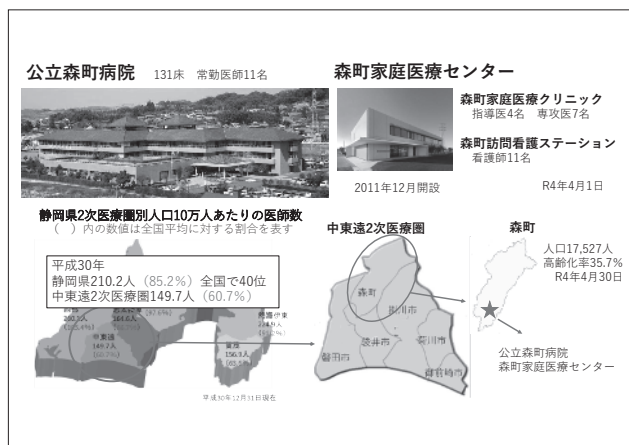 公立森町病院 131床 常勤医師11名
森町家庭医療センター
森町家庭医療クリニック
指導医4名 専攻医7名
森町訪問看護ステーション
看護師11名
2011年12月開設
R4年4月1日
静岡県2次医療圏別人口10万人あたりの医師数
( )内の数値は全国平均に対する割合を表す
平成30年
静岡県210.2人(85.2%)全国で40位
中東遠2次医療圏149.7人(60.7%)
中東遠
149.7人
(60.7%)
平成30年12月31日現在
中東遠2次医療圏
森町
掛川市
袋井市
磐田市
菊川市
御前崎市
森町
人口17,527人
高齢化率35.7%
R4年4月30日
公立森町病院
森町家庭医療センター